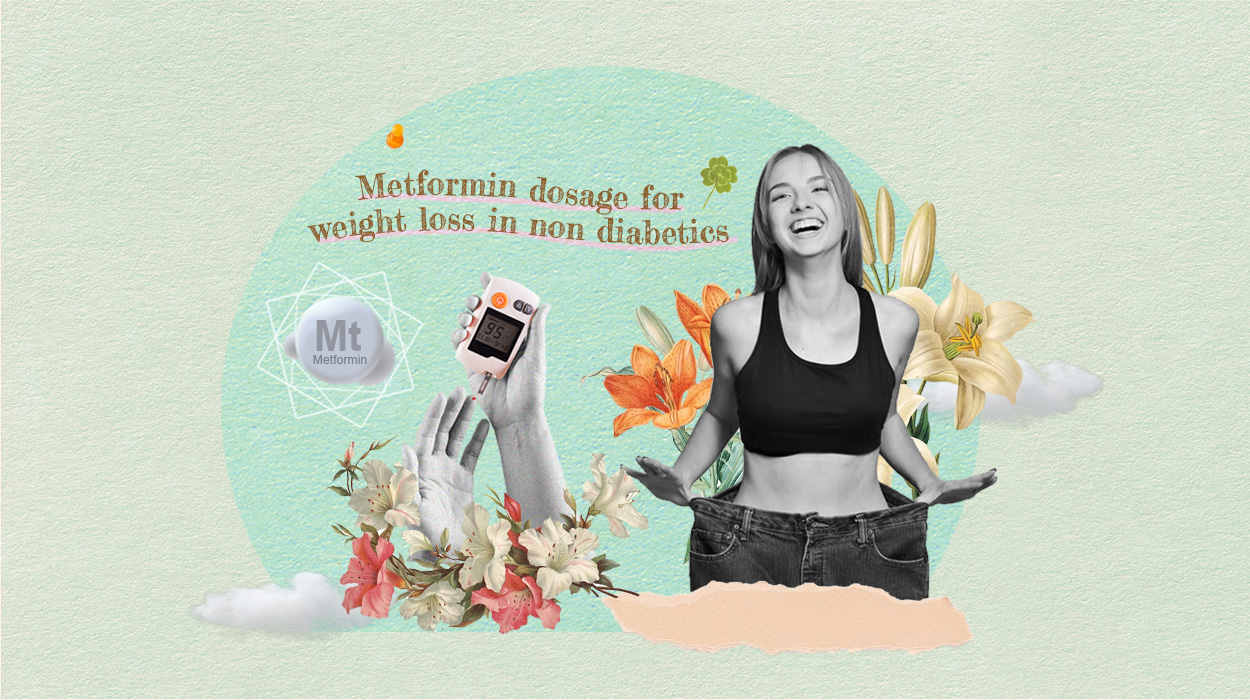 Metformin dosage for
weight loss in non diabetics
Mt
Metformin
95